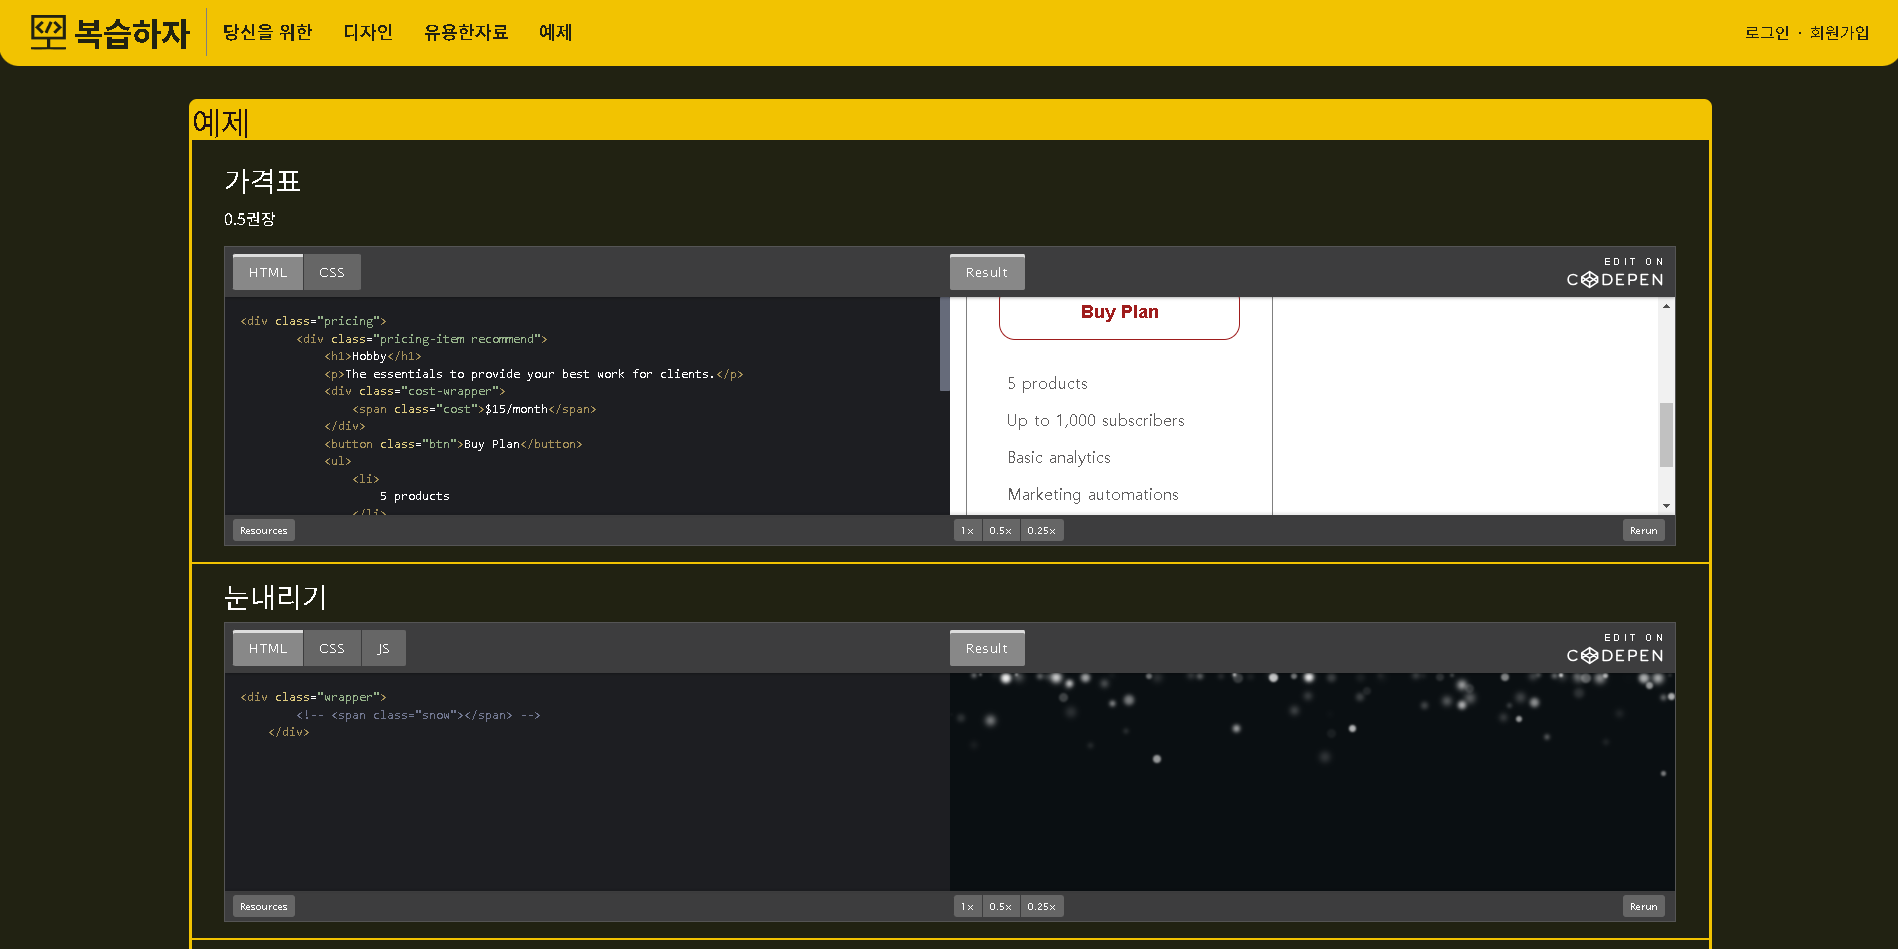 복습하자 당신을 위한 디자인 유용한자료 예제 로그인 · 회원가입
예제
가격표
0.5권장
HTML CSS Result EDIT ON
CODEPEN
<div class="pricing">
<div class="pricing-item recommend">
<h1>Hobby</h1>
<p>The essentials to provide your best work for clients.</p>
<div class="cost-wrapper">
<span class="cost">$15/month</span>
</div>
<button class="btn">Buy Plan</button>
<ul>
<li>
5 products
</li>
Buy Plan
5 products
Up to 1,000 subscribers
Basic analytics
Marketing automations
Resources 1× 0.5× 0.25× Rerun
눈내리기
HTML CSS JS Result EDIT ON
CODEPEN
<div class="wrapper">
<!-- <span class="snow"></span> -->
</div>
Resources 1× 0.5× 0.25× Rerun